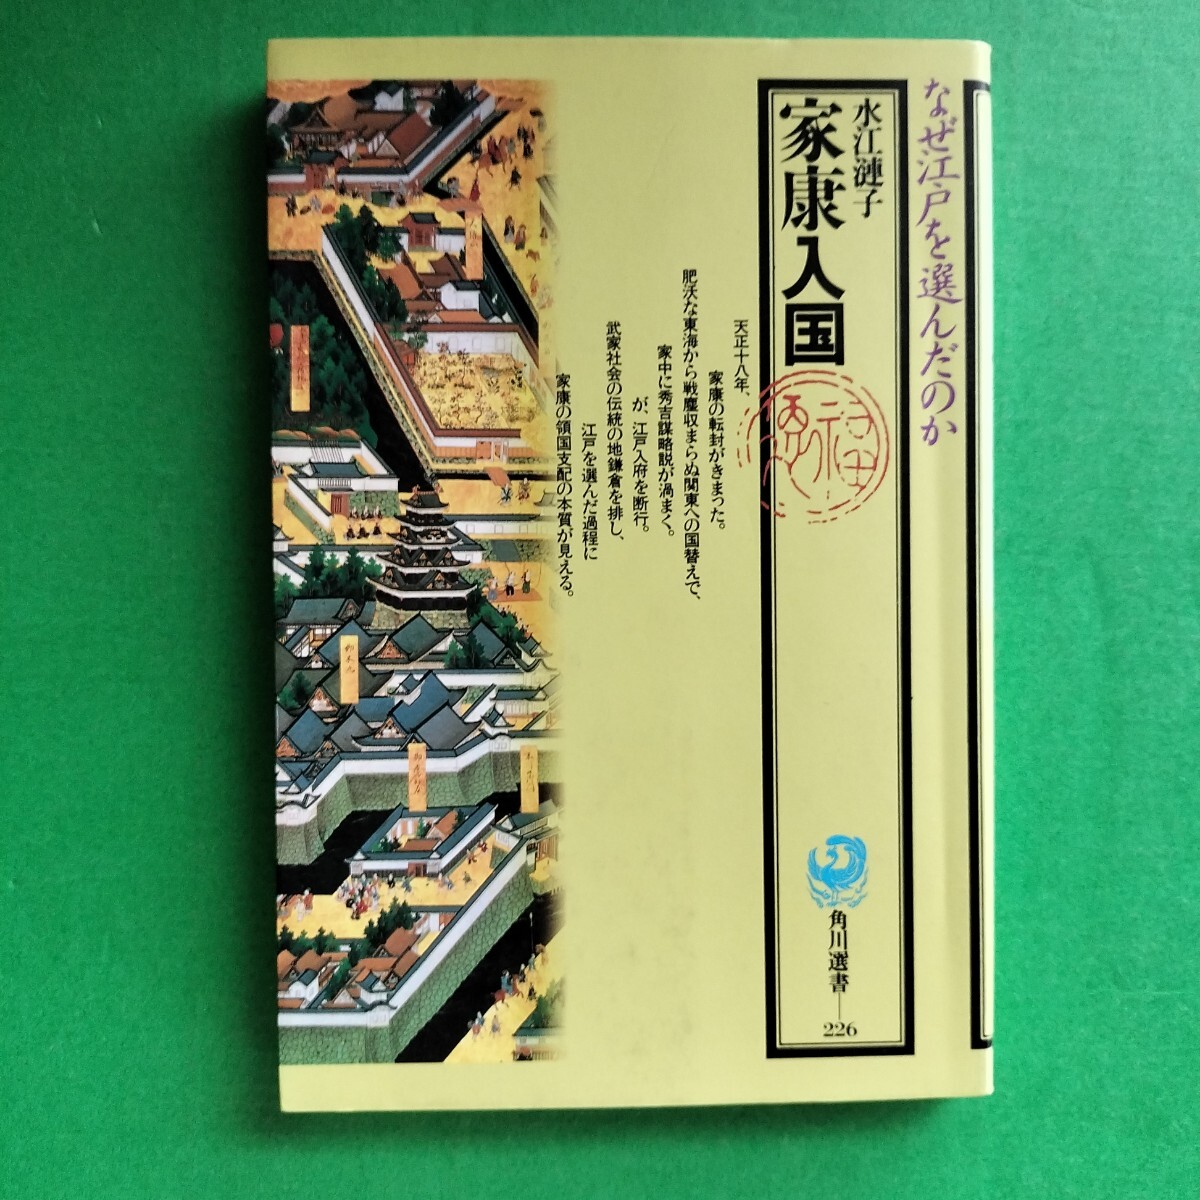 なぜ江戸を選んだのか
水江漣子
家康入国
天正十八年、
家康の転封がきまった。
肥沃な東海から戦塵収まらぬ関東への国替えで、
家中に秀吉謀略説が渦まく。
が、江戸入府を断行。
武家社会の伝統の地鎌倉を排し、
江戸を選んだ過程に
家康の領国支配の本質が見える。
角川選書—226
御本丸